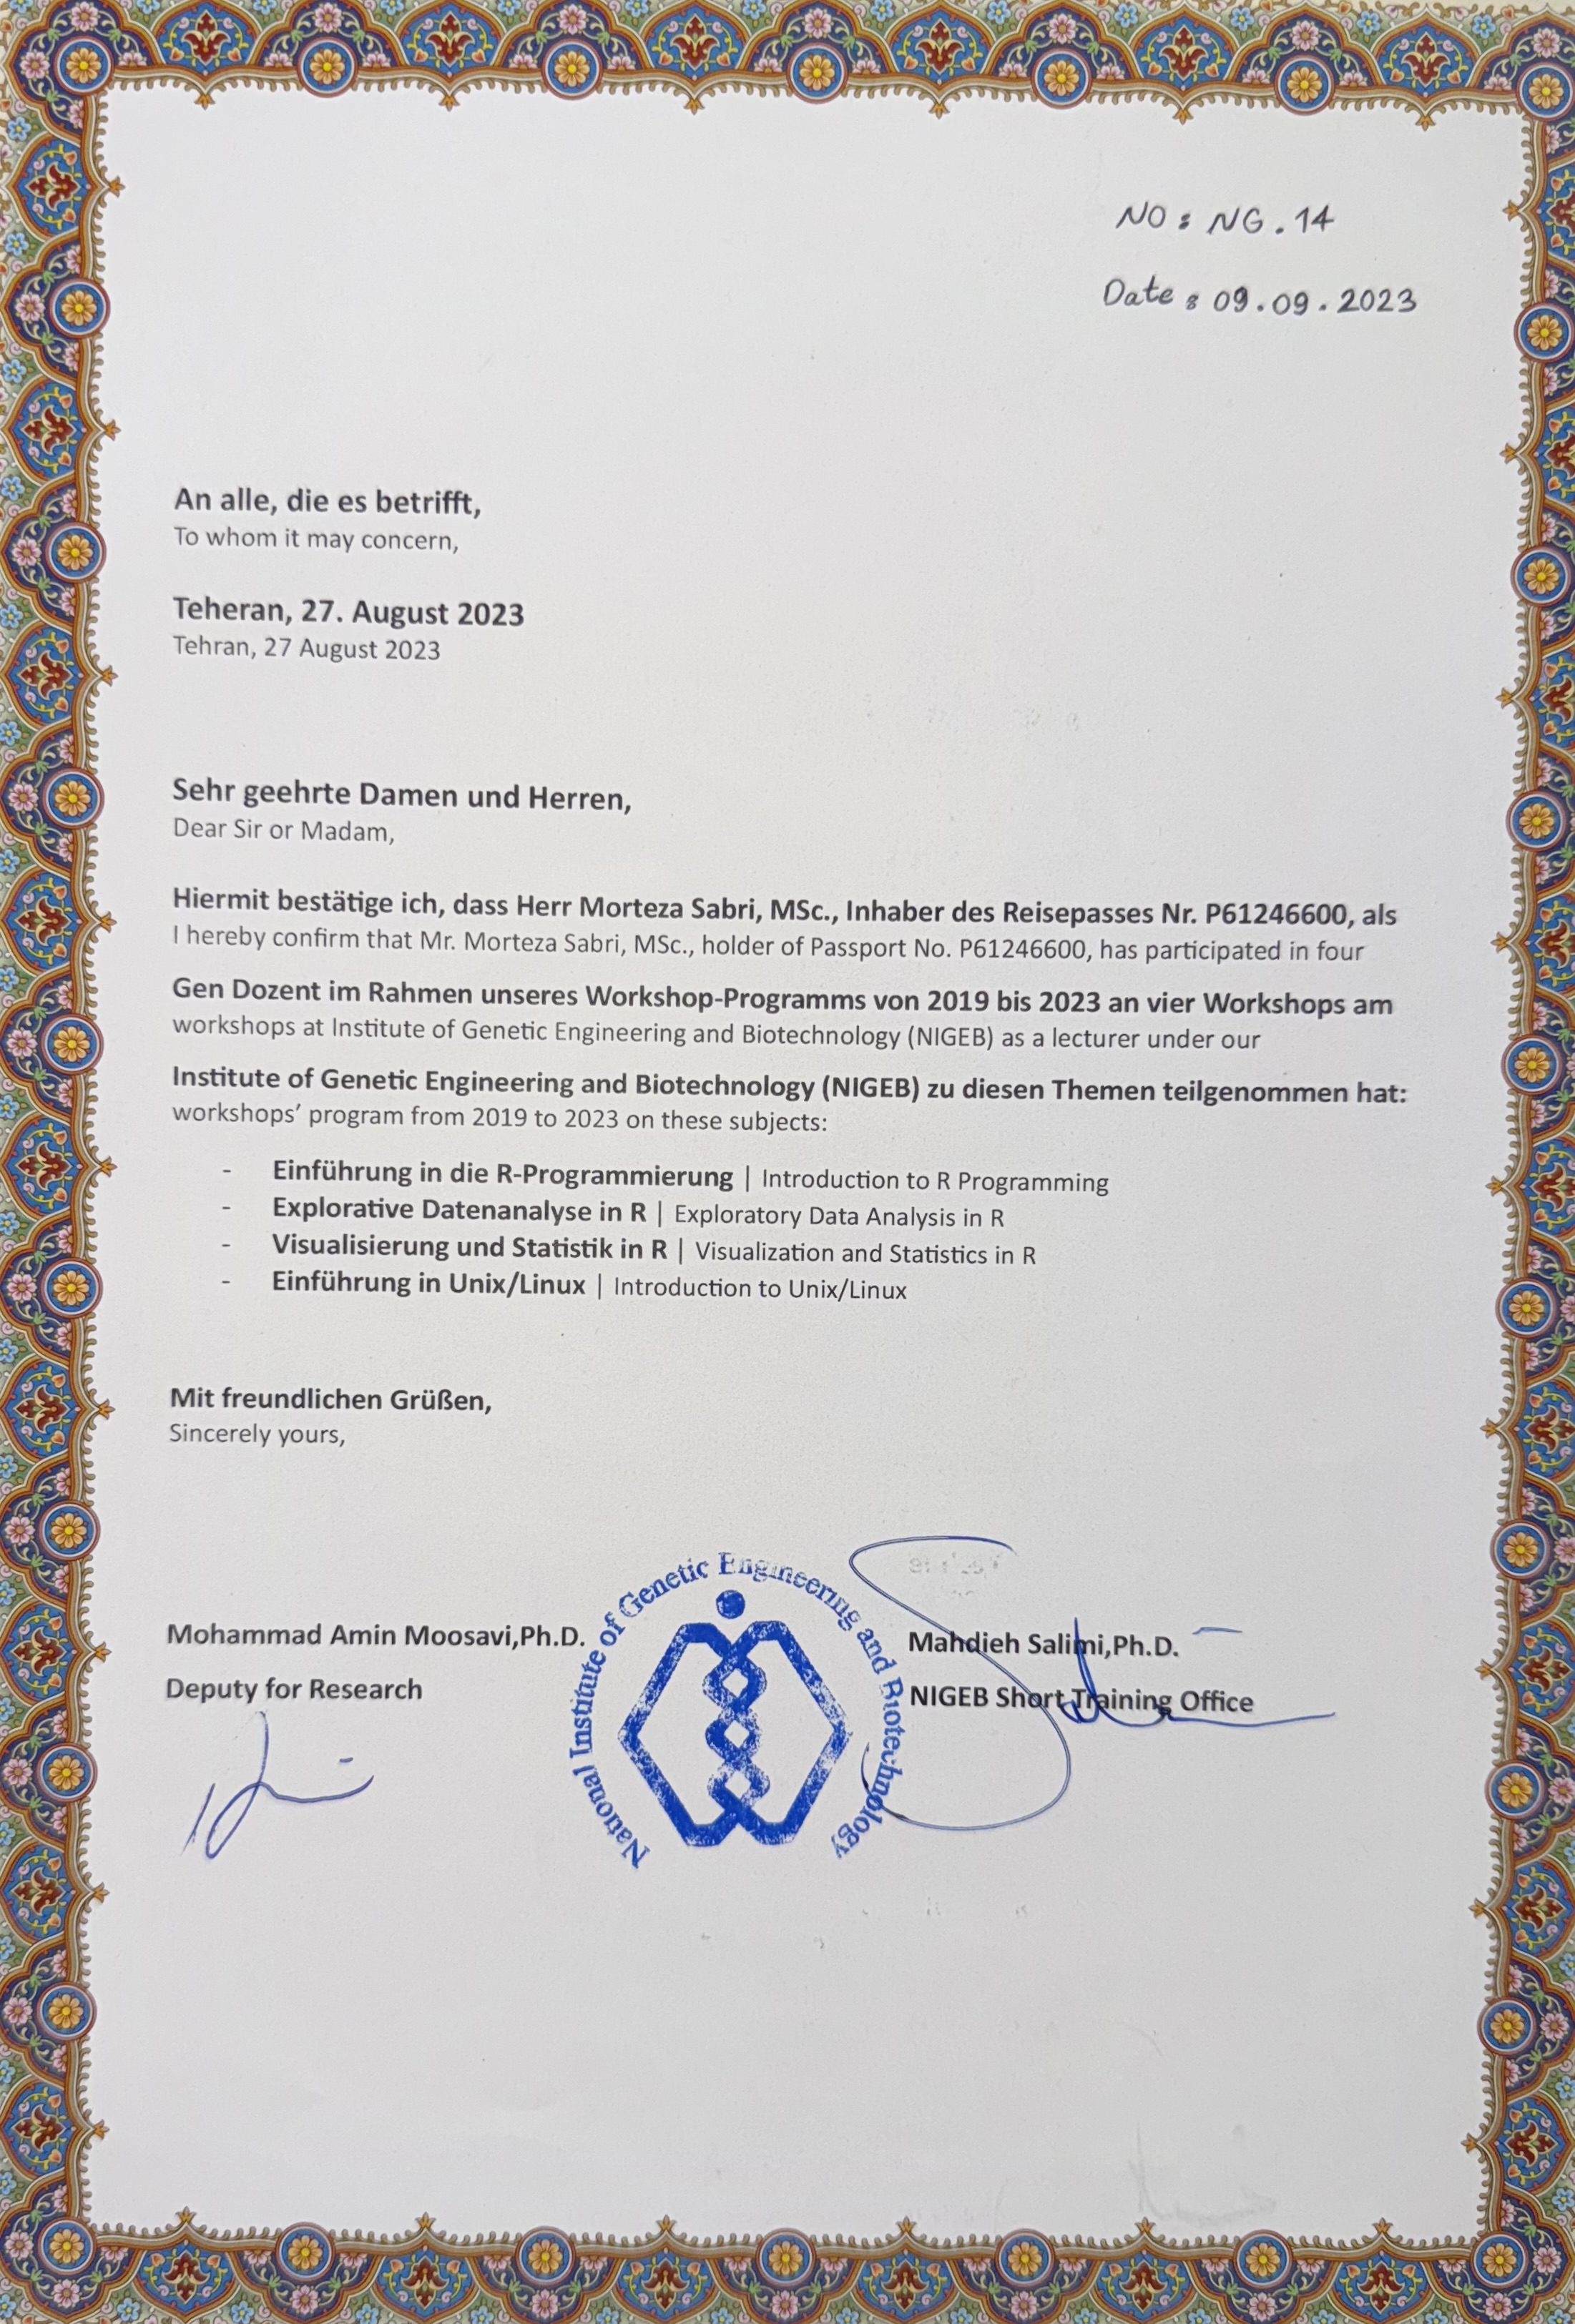 NO : NG . 14
Date : 09 . 09 . 2023
An alle, die es betrifft,
To whom it may concern,
Teheran, 27. August 2023
Tehran, 27 August 2023
Sehr geehrte Damen und Herren,
Dear Sir or Madam,
Hiermit bestätige ich, dass Herr Morteza Sabri, MSc., Inhaber des Reisepasses Nr. P61246600, als
I hereby confirm that Mr. Morteza Sabri, MSc., holder of Passport No. P61246600, has participated in four
Gen Dozent im Rahmen unseres Workshop-Programms von 2019 bis 2023 an vier Workshops am
workshops at Institute of Genetic Engineering and Biotechnology (NIGEB) as a lecturer under our
Institute of Genetic Engineering and Biotechnology (NIGEB) zu diesen Themen teilgenommen hat:
workshops’ program from 2019 to 2023 on these subjects:
- Einführung in die R-Programmierung | Introduction to R Programming
- Explorative Datenanalyse in R | Exploratory Data Analysis in R
- Visualisierung und Statistik in R | Visualization and Statistics in R
- Einführung in Unix/Linux | Introduction to Unix/Linux
Mit freundlichen Grüßen,
Sincerely yours,
Mohammad Amin Moosavi,Ph.D.
Deputy for Research
National Institute of Genetic Engineering and Biotechnology
Mahdieh Salimi,Ph.D.
NIGEB Short Training Office